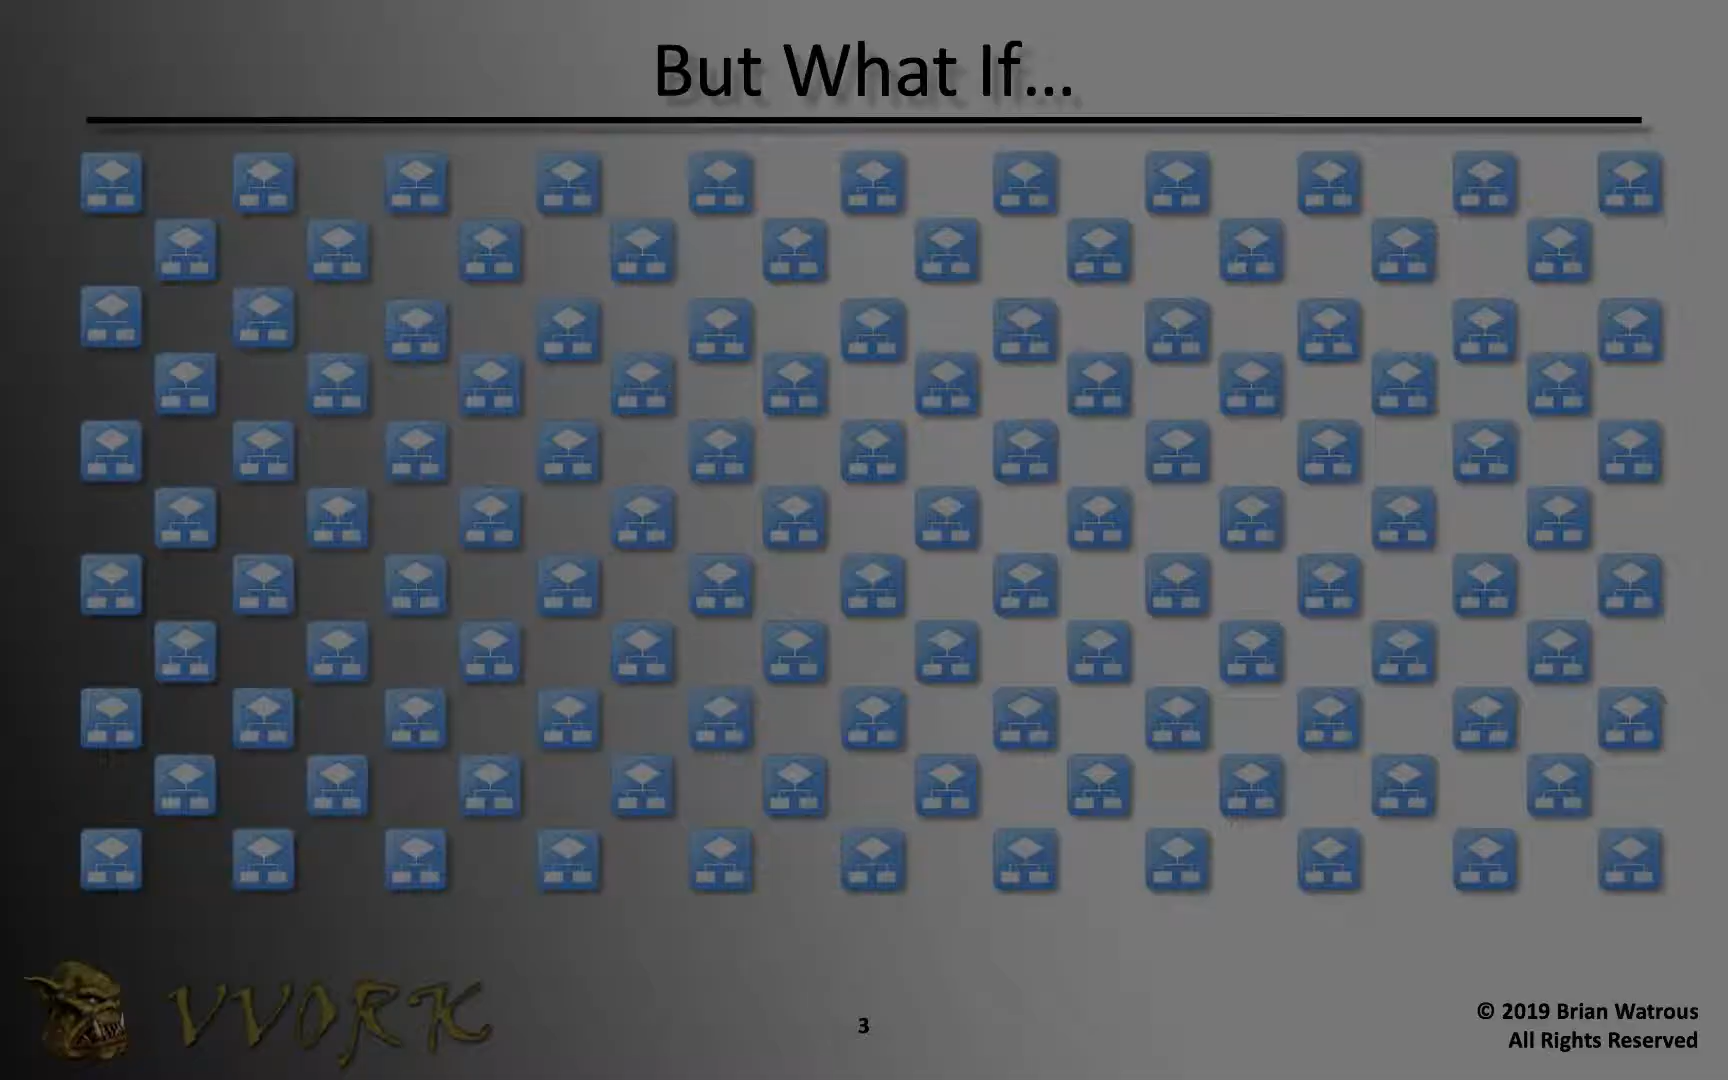 But What If...
VVORK
3
© 2019 Brian Watrous
All Rights Reserved